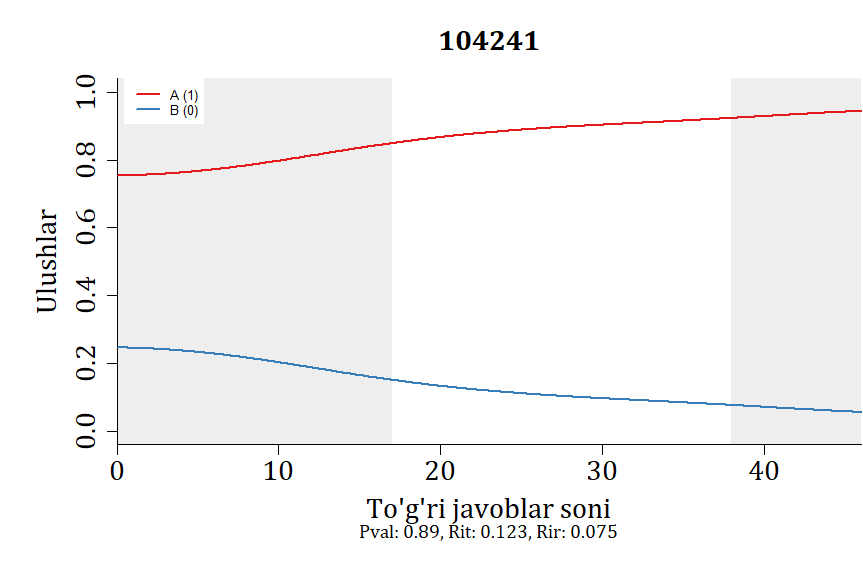 104241
A (1)
B (0)
1.0
0.8
0.6
0.4
0.2
0.0
Ulushlar
0 10 20 30 40
To'g'ri javoblar soni
Pval: 0.89, Rit: 0.123, Rir: 0.075